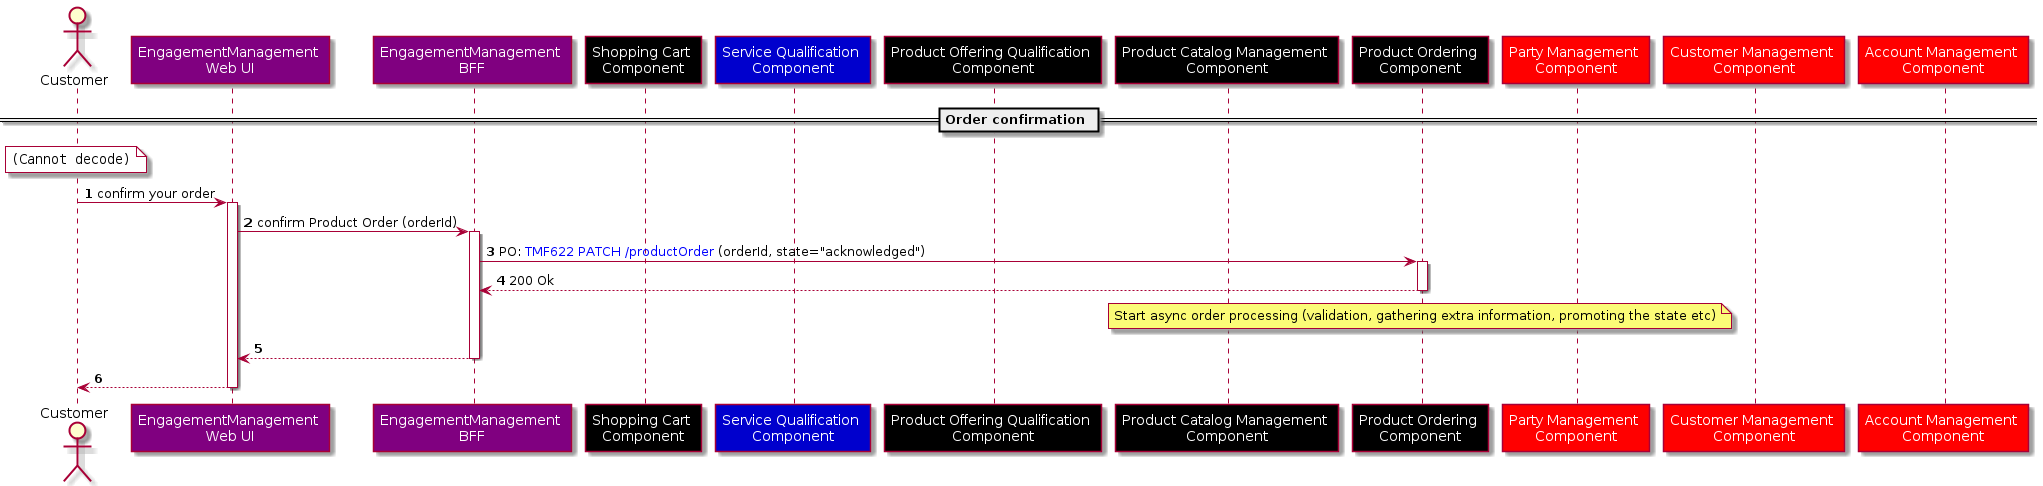 Customer
EngagementManagement
Web UI
EngagementManagement
BFF
Shopping Cart
Component
Service Qualification
Component
Product Offering Qualification
Component
Product Catalog Management
Component
Product Ordering
Component
Party Management
Component
Customer Management
Component
Account Management
Component
Order confirmation
(Cannot decode)
1 confirm your order
2 confirm Product Order (orderId)
3 PO: TMF622 PATCH /productOrder (orderId, state="acknowledged")
4 200 Ok
Start async order processing (validation, gathering extra information, promoting the state etc)
5
6
Customer
EngagementManagement
Web UI
EngagementManagement
BFF
Shopping Cart
Component
Service Qualification
Component
Product Offering Qualification
Component
Product Catalog Management
Component
Product Ordering
Component
Party Management
Component
Customer Management
Component
Account Management
Component